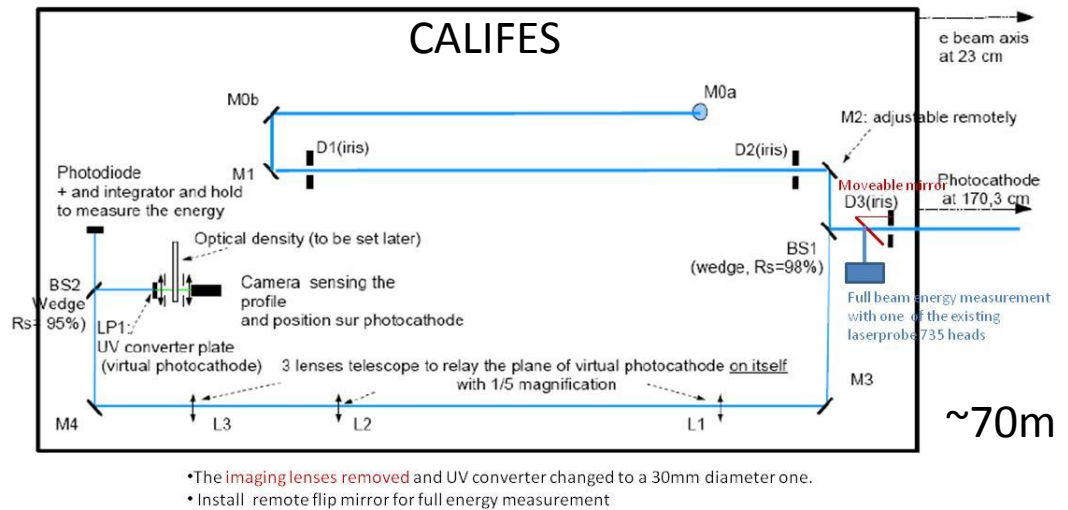 CALIFES
e beam axis
at 23 cm
M0b
M0a
M2: adjustable remotely
D1(iris)
D2(iris)
M1
Photodiode
+ and integrator and hold
to measure the energy
Moveable mirror
Photocathode
at 170,3 cm
D3(iris)
Optical density (to be set later)
BS1
(wedge, Rs=98%)
BS2
Wedge
Rs= 95%)
Camera sensing the
profile
and position sur photocathode
Full beam energy measurement
with one of the existing
laserprobe 735 heads
LP1:
UV converter plate
(virtual photocathode)
3 lenses telescope to relay the plane of virtual photocathode on itself
with 1/5 magnification
M3
M4
L3
L2
L1
~70m
•The imaging lenses removed and UV converter changed to a 30mm diameter one.
• Install remote flip mirror for full energy measurement